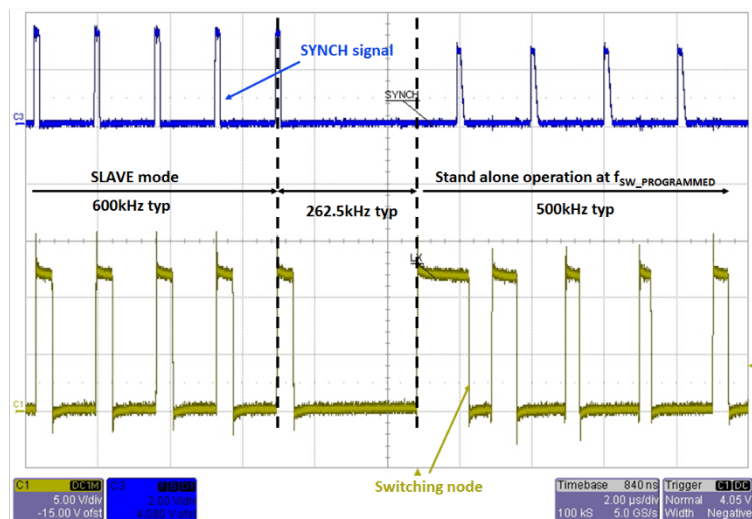 SYNCH signal
SYNCH
C3
SLAVE mode
Stand alone operation at fSW_PROGRAMMED
600kHz typ
262.5kHz typ
500kHz typ
LX
C1
Switching node
C1 DC1M
5.00 V/div
-15.00 V ofst
C3
2.00 V/div
Timebase 840 ns
2.00 µs/div
100 kS 5.0 GS/s
Trigger C1 DC
Normal 4.05 V
Width Negative